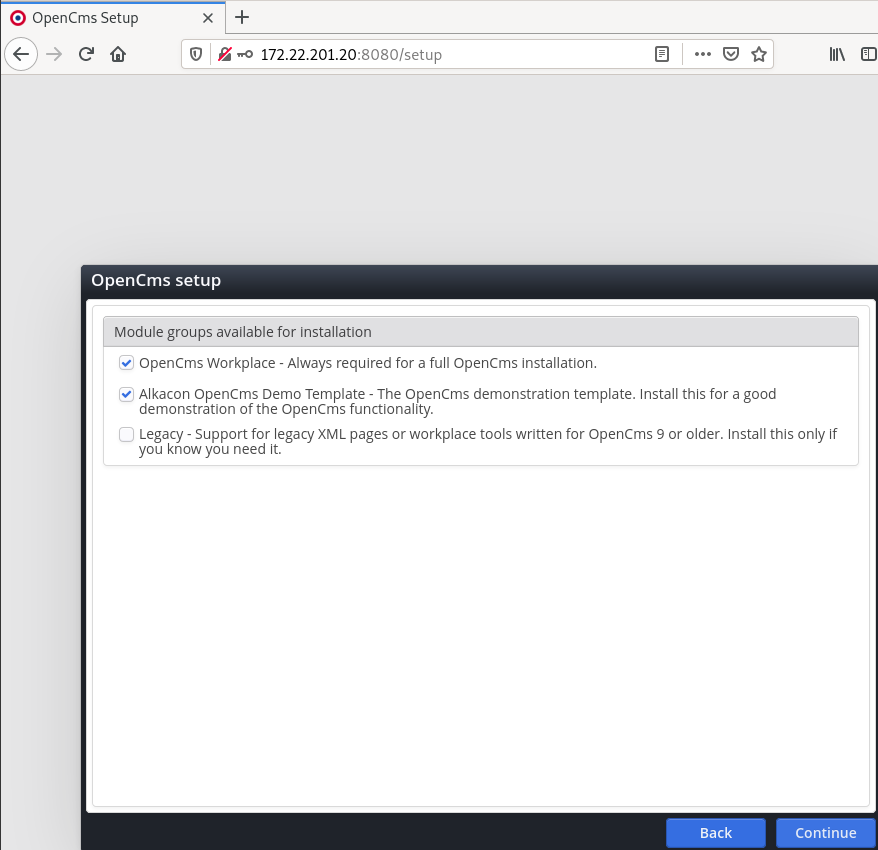 OpenCms Setup
172.22.201.20:8080/setup
OpenCms setup
Module groups available for installation
OpenCms Workplace - Always required for a full OpenCms installation.
Alkacon OpenCms Demo Template - The OpenCms demonstration template. Install this for a good
demonstration of the OpenCms functionality.
Legacy - Support for legacy XML pages or workplace tools written for OpenCms 9 or older. Install this only if
you know you need it.
Back
Continue